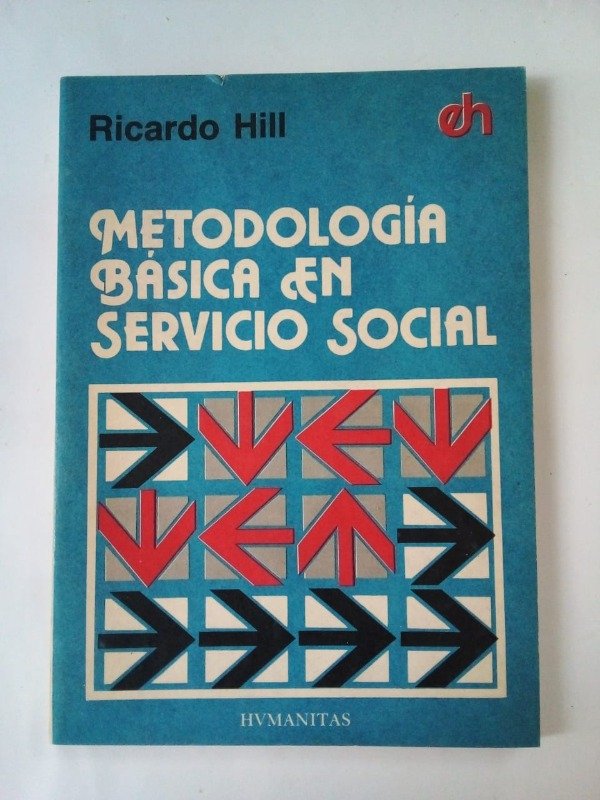 Ricardo Hill
eh
METODOLOGÍA
BÁSICA EN
SERVICIO SOCIAL
HVMANITAS